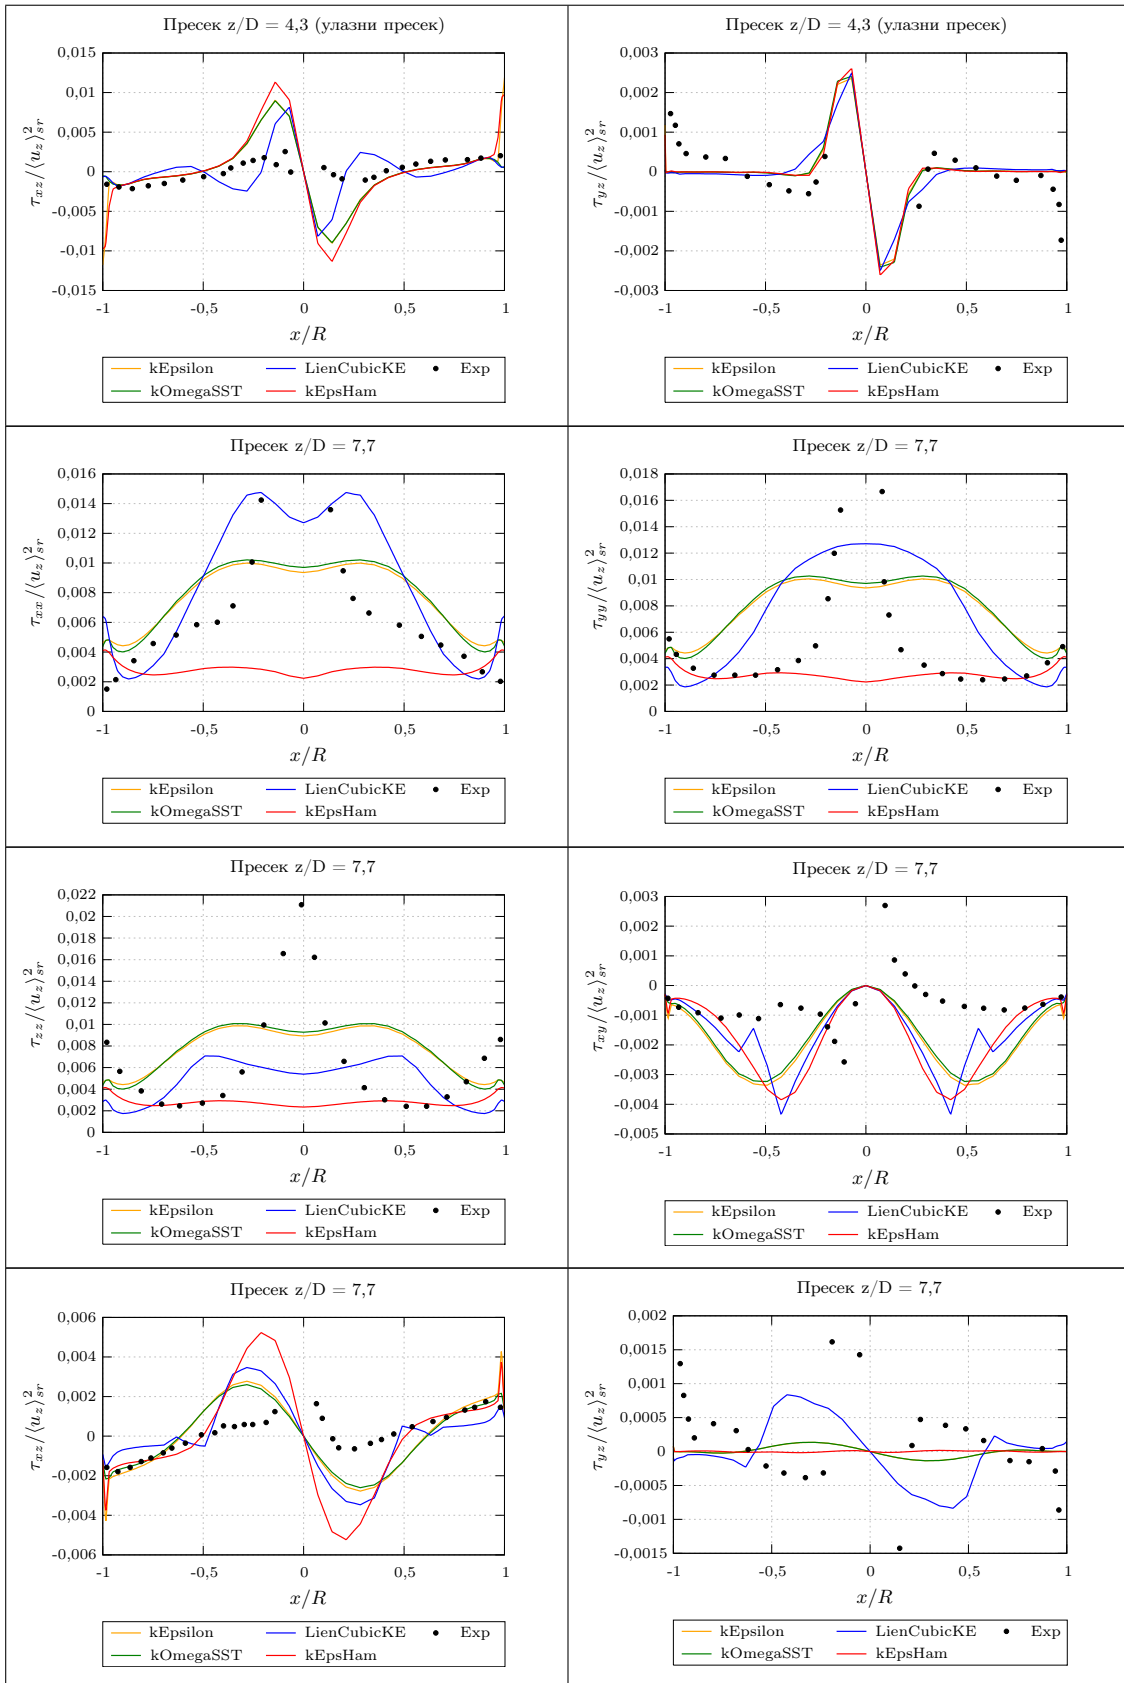 Пресек z/D = 4,3 (улазни пресек)
0,015
0,01
0,005
0
-0,005
-0,01
-0,015
τxz/⟨uz⟩²sr
-1 -0,5 0 0,5 1
x/R
kEpsilon LienCubicKE Exp
kOmegaSST kEpsHam
Пресек z/D = 4,3 (улазни пресек)
0,003
0,002
0,001
0
-0,001
-0,002
-0,003
τyz/⟨uz⟩²sr
-1 -0,5 0 0,5 1
x/R
kEpsilon LienCubicKE Exp
kOmegaSST kEpsHam
Пресек z/D = 7,7
0,016
0,014
0,012
0,01
0,008
0,006
0,004
0,002
0
τxx/⟨uz⟩²sr
-1 -0,5 0 0,5 1
x/R
kEpsilon LienCubicKE Exp
kOmegaSST kEpsHam
Пресек z/D = 7,7
0,018
0,016
0,014
0,012
0,01
0,008
0,006
0,004
0,002
0
τyy/⟨uz⟩²sr
-1 -0,5 0 0,5 1
x/R
kEpsilon LienCubicKE Exp
kOmegaSST kEpsHam
Пресек z/D = 7,7
0,022
0,02
0,018
0,016
0,014
0,012
0,01
0,008
0,006
0,004
0,002
0
τzz/⟨uz⟩²sr
-1 -0,5 0 0,5 1
x/R
kEpsilon LienCubicKE Exp
kOmegaSST kEpsHam
Пресек z/D = 7,7
0,003
0,002
0,001
0
-0,001
-0,002
-0,003
-0,004
-0,005
τxy/⟨uz⟩²sr
-1 -0,5 0 0,5 1
x/R
kEpsilon LienCubicKE Exp
kOmegaSST kEpsHam
Пресек z/D = 7,7
0,006
0,004
0,002
0
-0,002
-0,004
-0,006
τxz/⟨uz⟩²sr
-1 -0,5 0 0,5 1
x/R
kEpsilon LienCubicKE Exp
kOmegaSST kEpsHam
Пресек z/D = 7,7
0,002
0,0015
0,001
0,0005
0
-0,0005
-0,001
-0,0015
τyz/⟨uz⟩²sr
-1 -0,5 0 0,5 1
x/R
kEpsilon LienCubicKE Exp
kOmegaSST kEpsHam